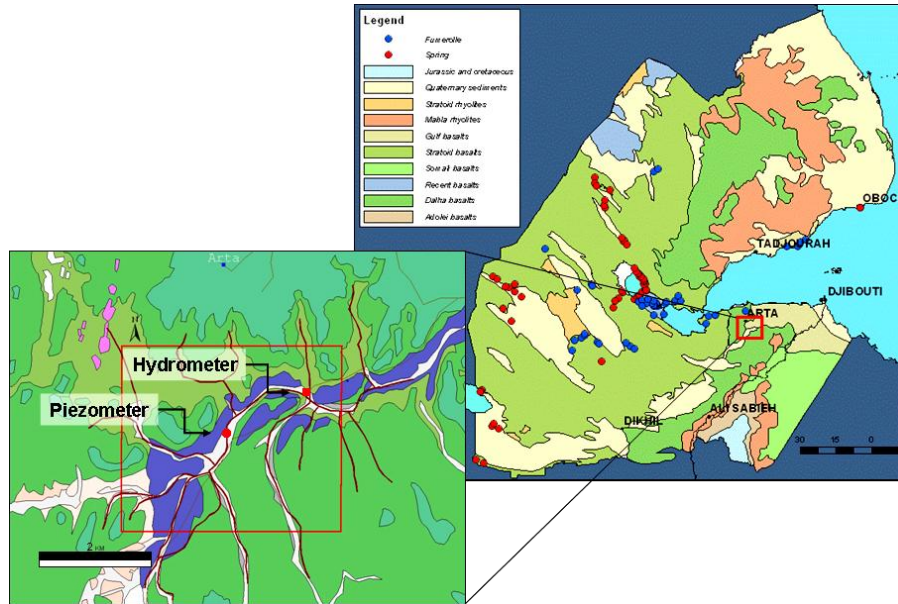 Legend
Fumerolle
Spring
Jurassic and cretaceous
Quaternary sediments
Stratoid rhyolites
Mabla rhyolites
Gulf basalts
Stratoid basalts
Somali basalts
Recent basalts
Dalha basalts
Adolei basalts
OBOC
TADJOURAH
DJIBOUTI
ARTA
DIKHIL
ALI SABIEH
30 15 0
Arta
N
Hydrometer
Piezometer
2 KM